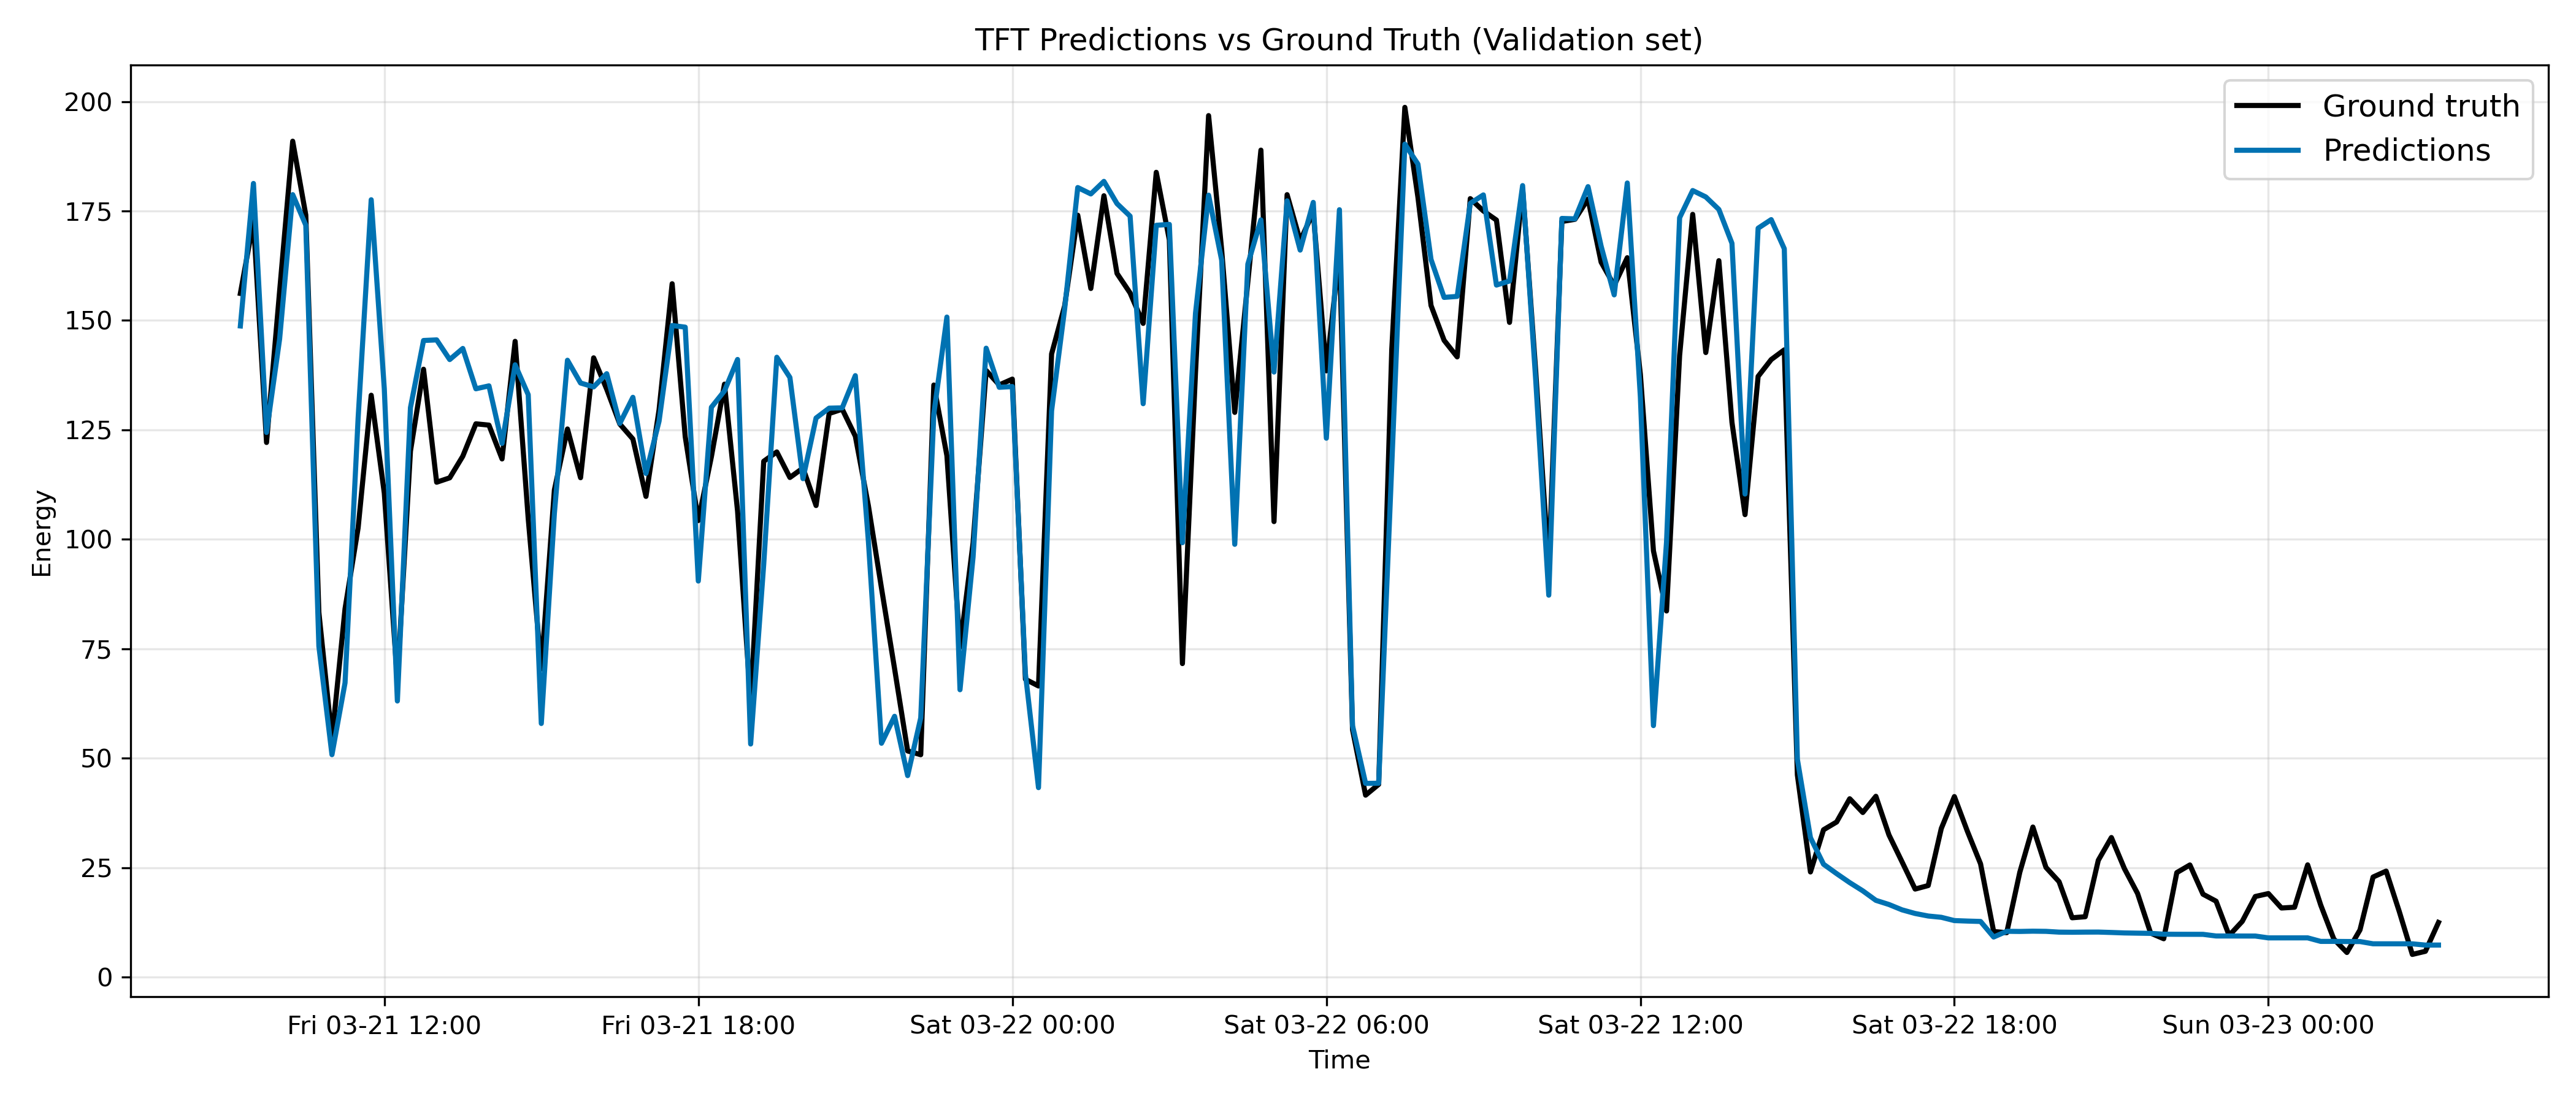 TFT Predictions vs Ground Truth (Validation set)
Ground truth
Predictions
200
175
150
125
100
75
50
25
0
Energy
Fri 03-21 12:00
Fri 03-21 18:00
Sat 03-22 00:00
Sat 03-22 06:00
Sat 03-22 12:00
Sat 03-22 18:00
Sun 03-23 00:00
Time